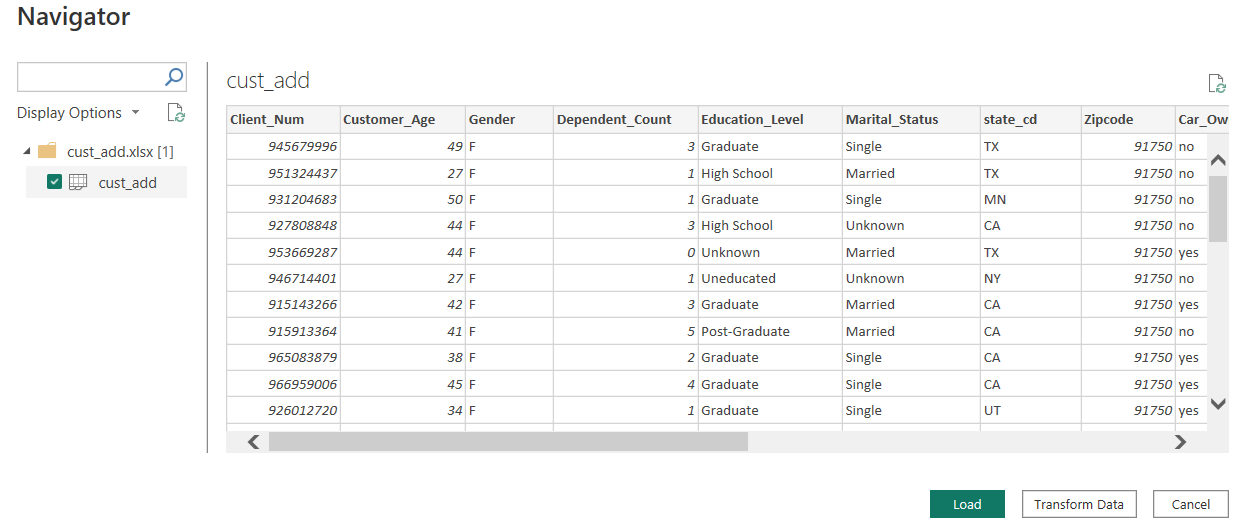 Navigator
Display Options
cust_add.xlsx [1]
cust_add
cust_add
Client_Num Customer_Age Gender Dependent_Count Education_Level Marital_Status state_cd Zipcode Car_Ow
945679996 49 F 3 Graduate Single TX 91750 no
951324437 27 F 1 High School Married TX 91750 no
931204683 50 F 1 Graduate Single MN 91750 no
927808848 44 F 3 High School Unknown CA 91750 no
953669287 44 F 0 Unknown Married TX 91750 yes
946714401 27 F 1 Uneducated Unknown NY 91750 no
915143266 42 F 3 Graduate Married CA 91750 yes
915913364 41 F 5 Post-Graduate Married CA 91750 no
965083879 38 F 2 Graduate Single CA 91750 yes
966959006 45 F 4 Graduate Single CA 91750 yes
926012720 34 F 1 Graduate Single UT 91750 yes
Load Transform Data Cancel